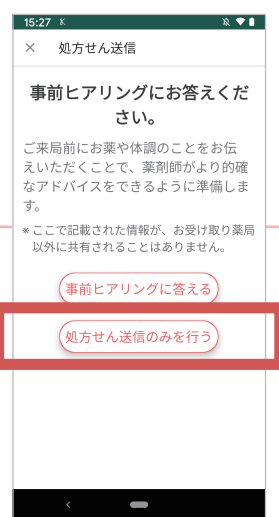 15:27
処方せん送信
事前ヒアリングにお答えくだ
さい。
ご来局前にお薬や体調のことをお伝
えいただくことで、薬剤師がより的確
なアドバイスをできるように準備しま
す。
※ ここで記載された情報が、お受け取り薬局
以外に共有されることはありません。
事前ヒアリングに答える
処方せん送信のみを行う